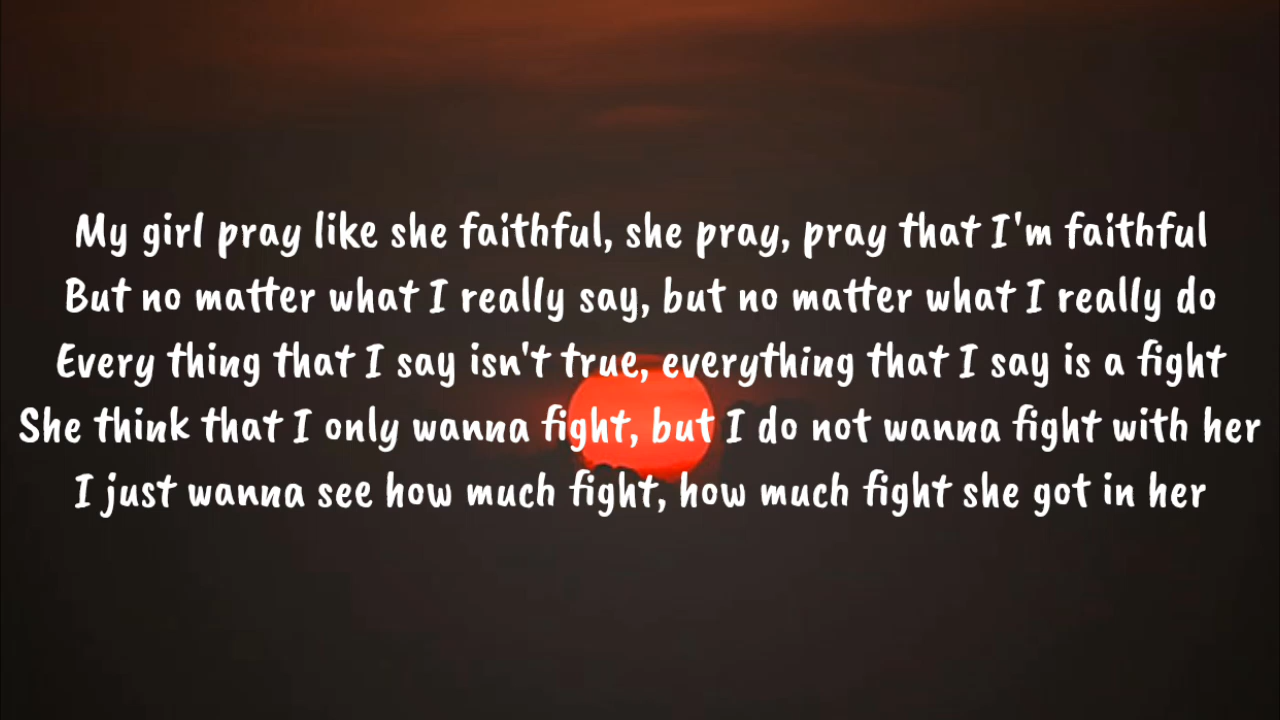 My girl pray like she faithful, she pray, pray that I'm faithful
But no matter what I really say, but no matter what I really do
Every thing that I say isn't true, everything that I say is a fight
She think that I only wanna fight, but I do not wanna fight with her
I just wanna see how much fight, how much fight she got in her